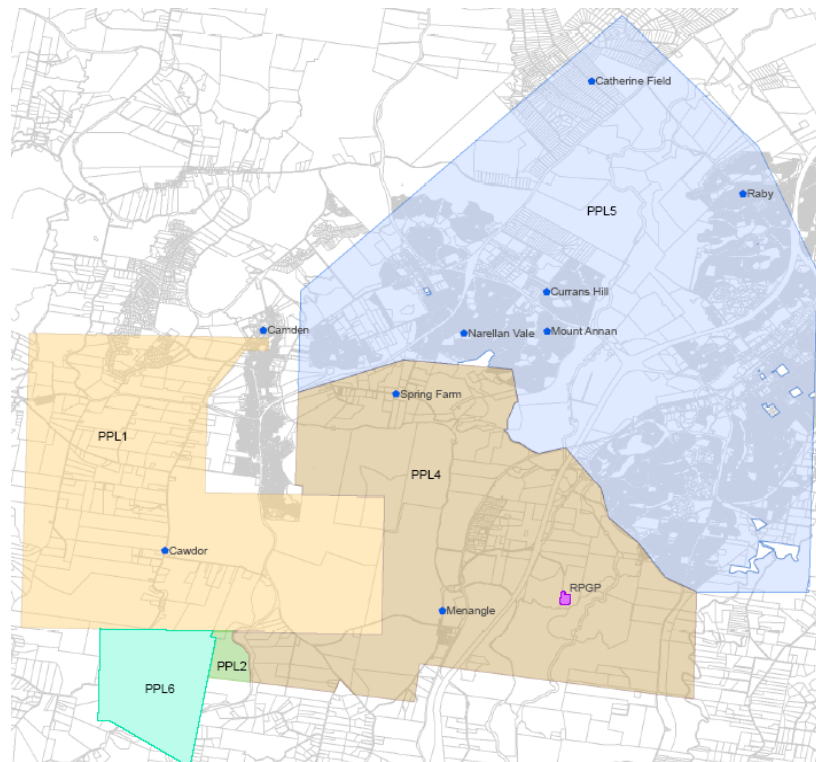 Catherine Field
Raby
PPL5
Currans Hill
Camden
Narellan Vale
Mount Annan
Spring Farm
PPL1
PPL4
Cawdor
RPGP
Menangle
PPL2
PPL6